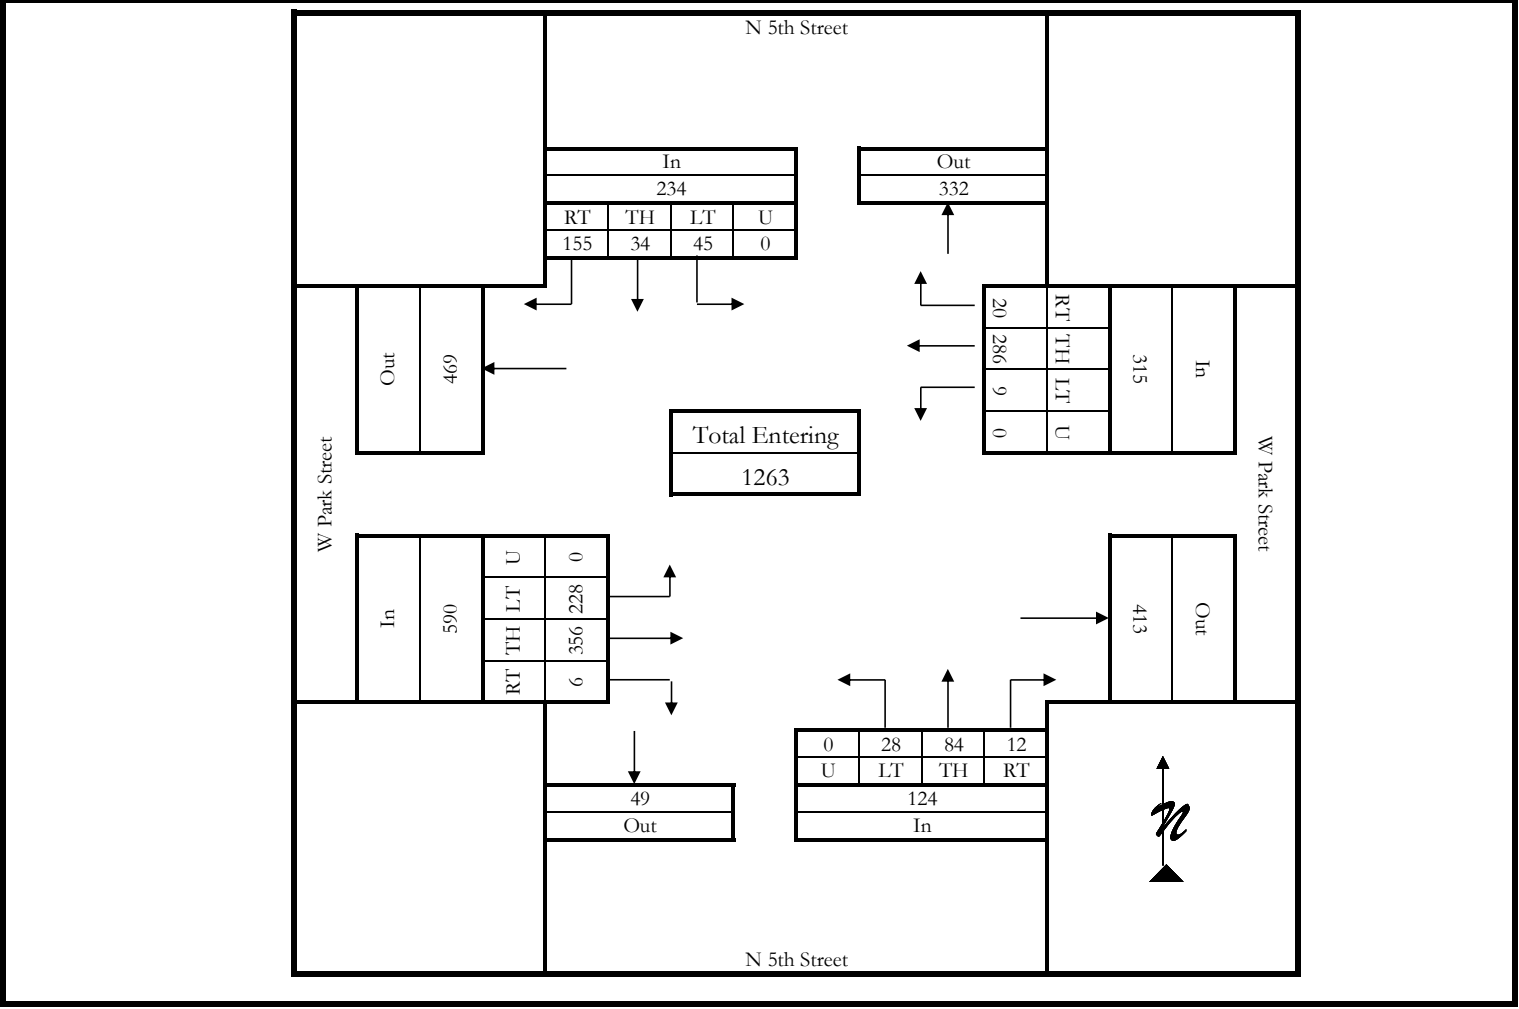 N 5th Street
In
234
RT TH LT U
155 34 45 0
Out
332
Out 469
20 RT
286 TH
9 LT
0 U
315 In
W Park Street
Total Entering
1263
W Park Street
In 590
U 0
LT 228
TH 356
RT 6
413 Out
0 28 84 12
U LT TH RT
124
In
49
Out
N
N 5th Street